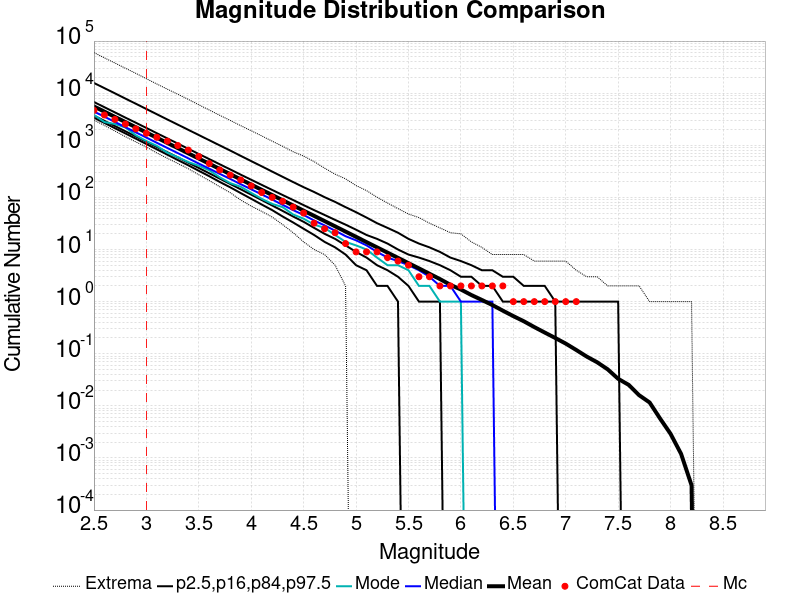 Magnitude Distribution Comparison
10^5
10^4
10^3
10^2
10^1
10^0
10^-1
10^-2
10^-3
10^-4
Cumulative Number
2.5 3 3.5 4 4.5 5 5.5 6 6.5 7 7.5 8 8.5
Magnitude
Extrema p2.5,p16,p84,p97.5 Mode Median Mean ComCat Data Mc